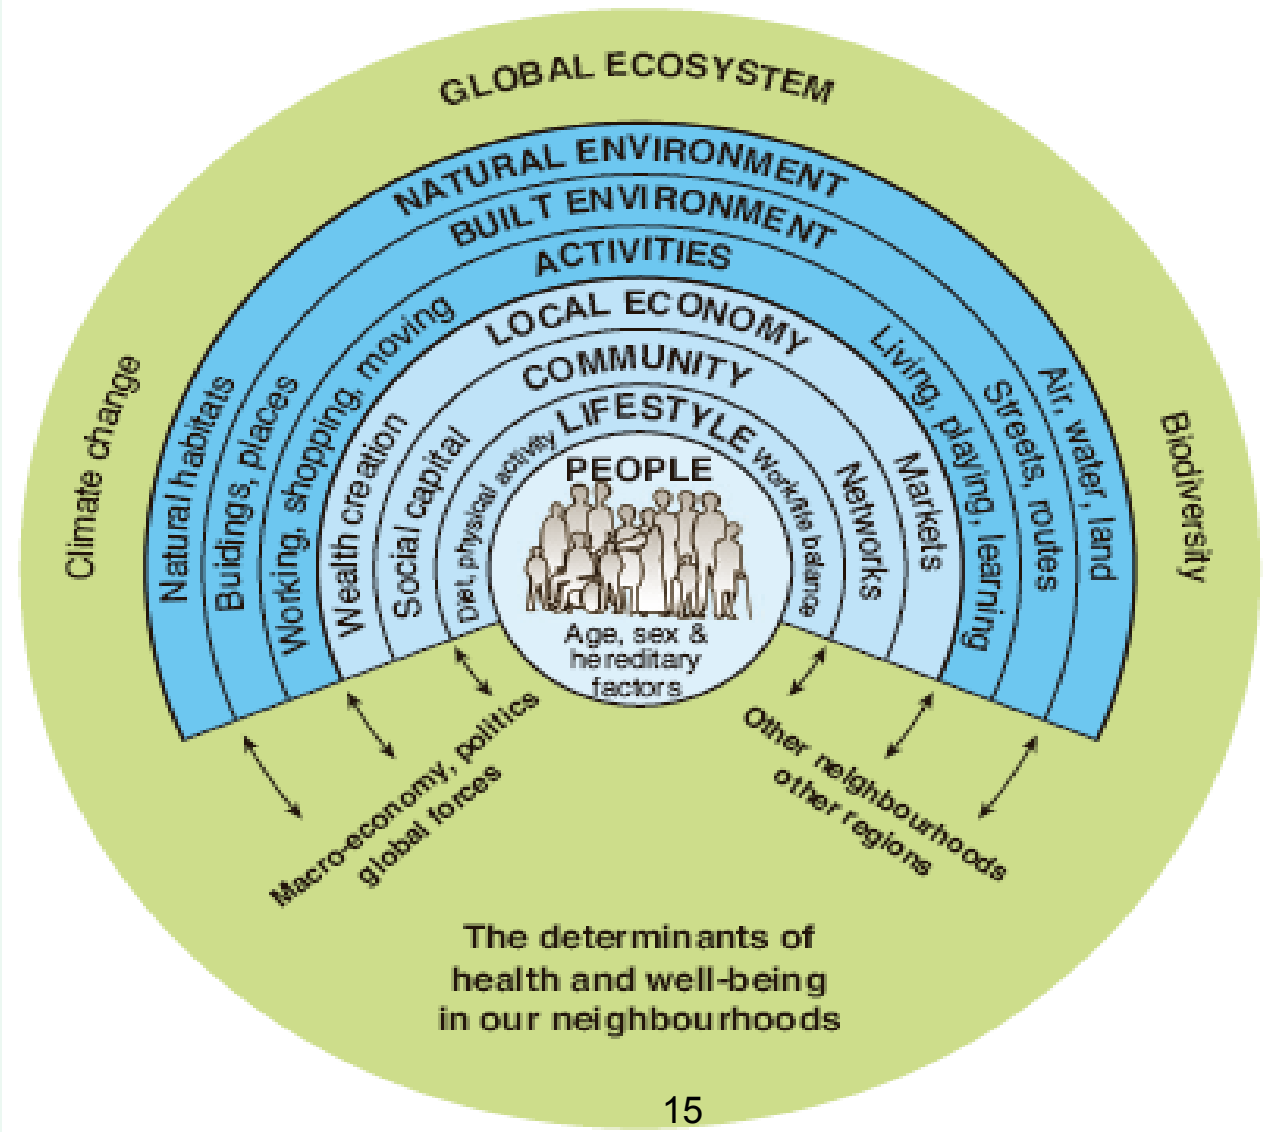 GLOBAL ECOSYSTEM
NATURAL ENVIRONMENT
BUILT ENVIRONMENT
ACTIVITIES
LOCAL ECONOMY
COMMUNITY
LIFESTYLE
PEOPLE
Age, sex &
hereditary
factors
Climate change
Natural habitats
Buidings, places
Working, shopping, moving
Wealth creation
Social capital
Diet, physical activity
Work/life balance
Networks
Markets
Living, playing, learning
Streets, routes
Air, water, land
Biodiversity
Macro-economy, politics
global forces
Other neighbourhoods
other regions
The determinants of
health and well-being
in our neighbourhoods
15